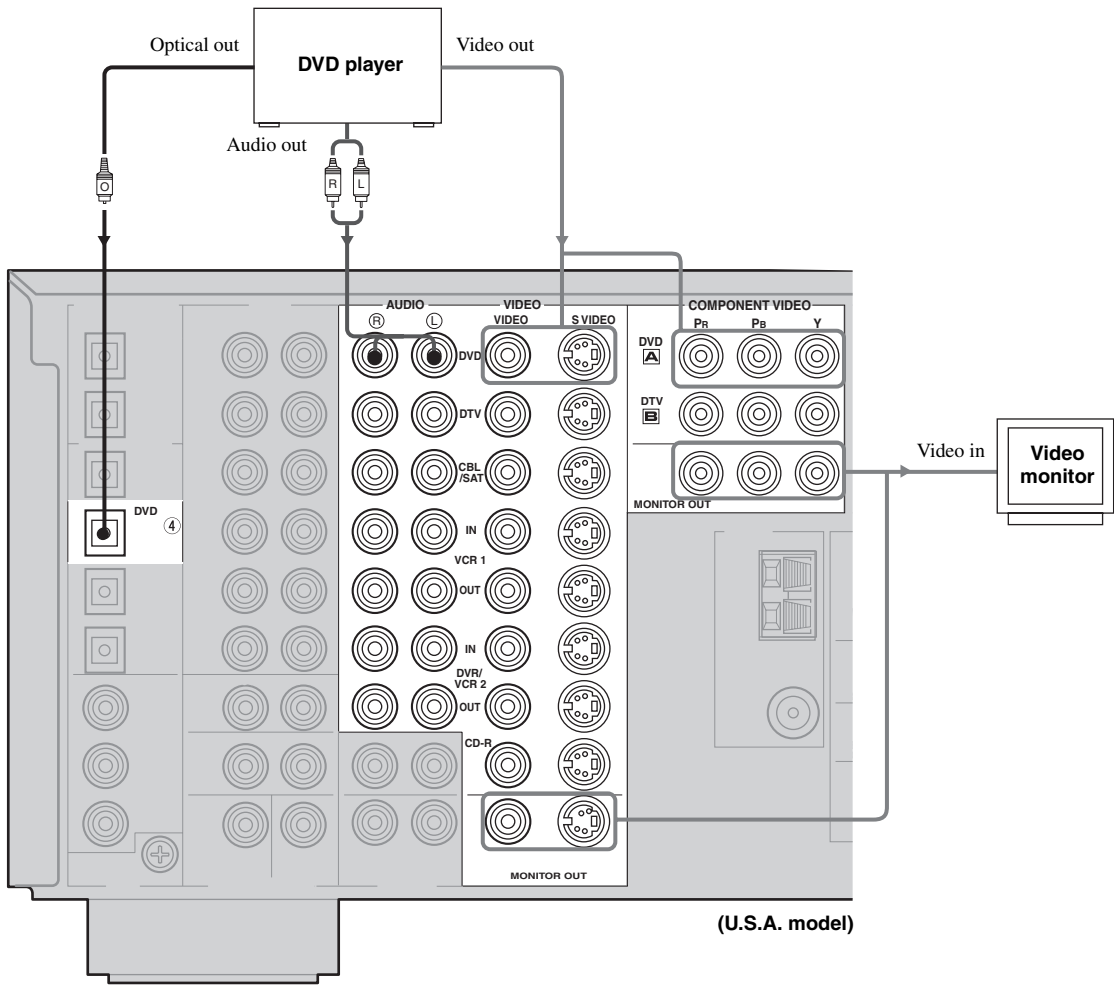 Optical out
DVD player
Video out
Audio out
O
R
L
AUDIO
VIDEO
COMPONENT VIDEO
R
L
VIDEO
S VIDEO
PR
PB
Y
DVD
DVD
A
DTV
DTV
B
CBL
/SAT
MONITOR OUT
Video in
Video
monitor
DVD
④
IN
VCR 1
OUT
IN
DVR/
VCR 2
OUT
CD-R
MONITOR OUT
(U.S.A. model)